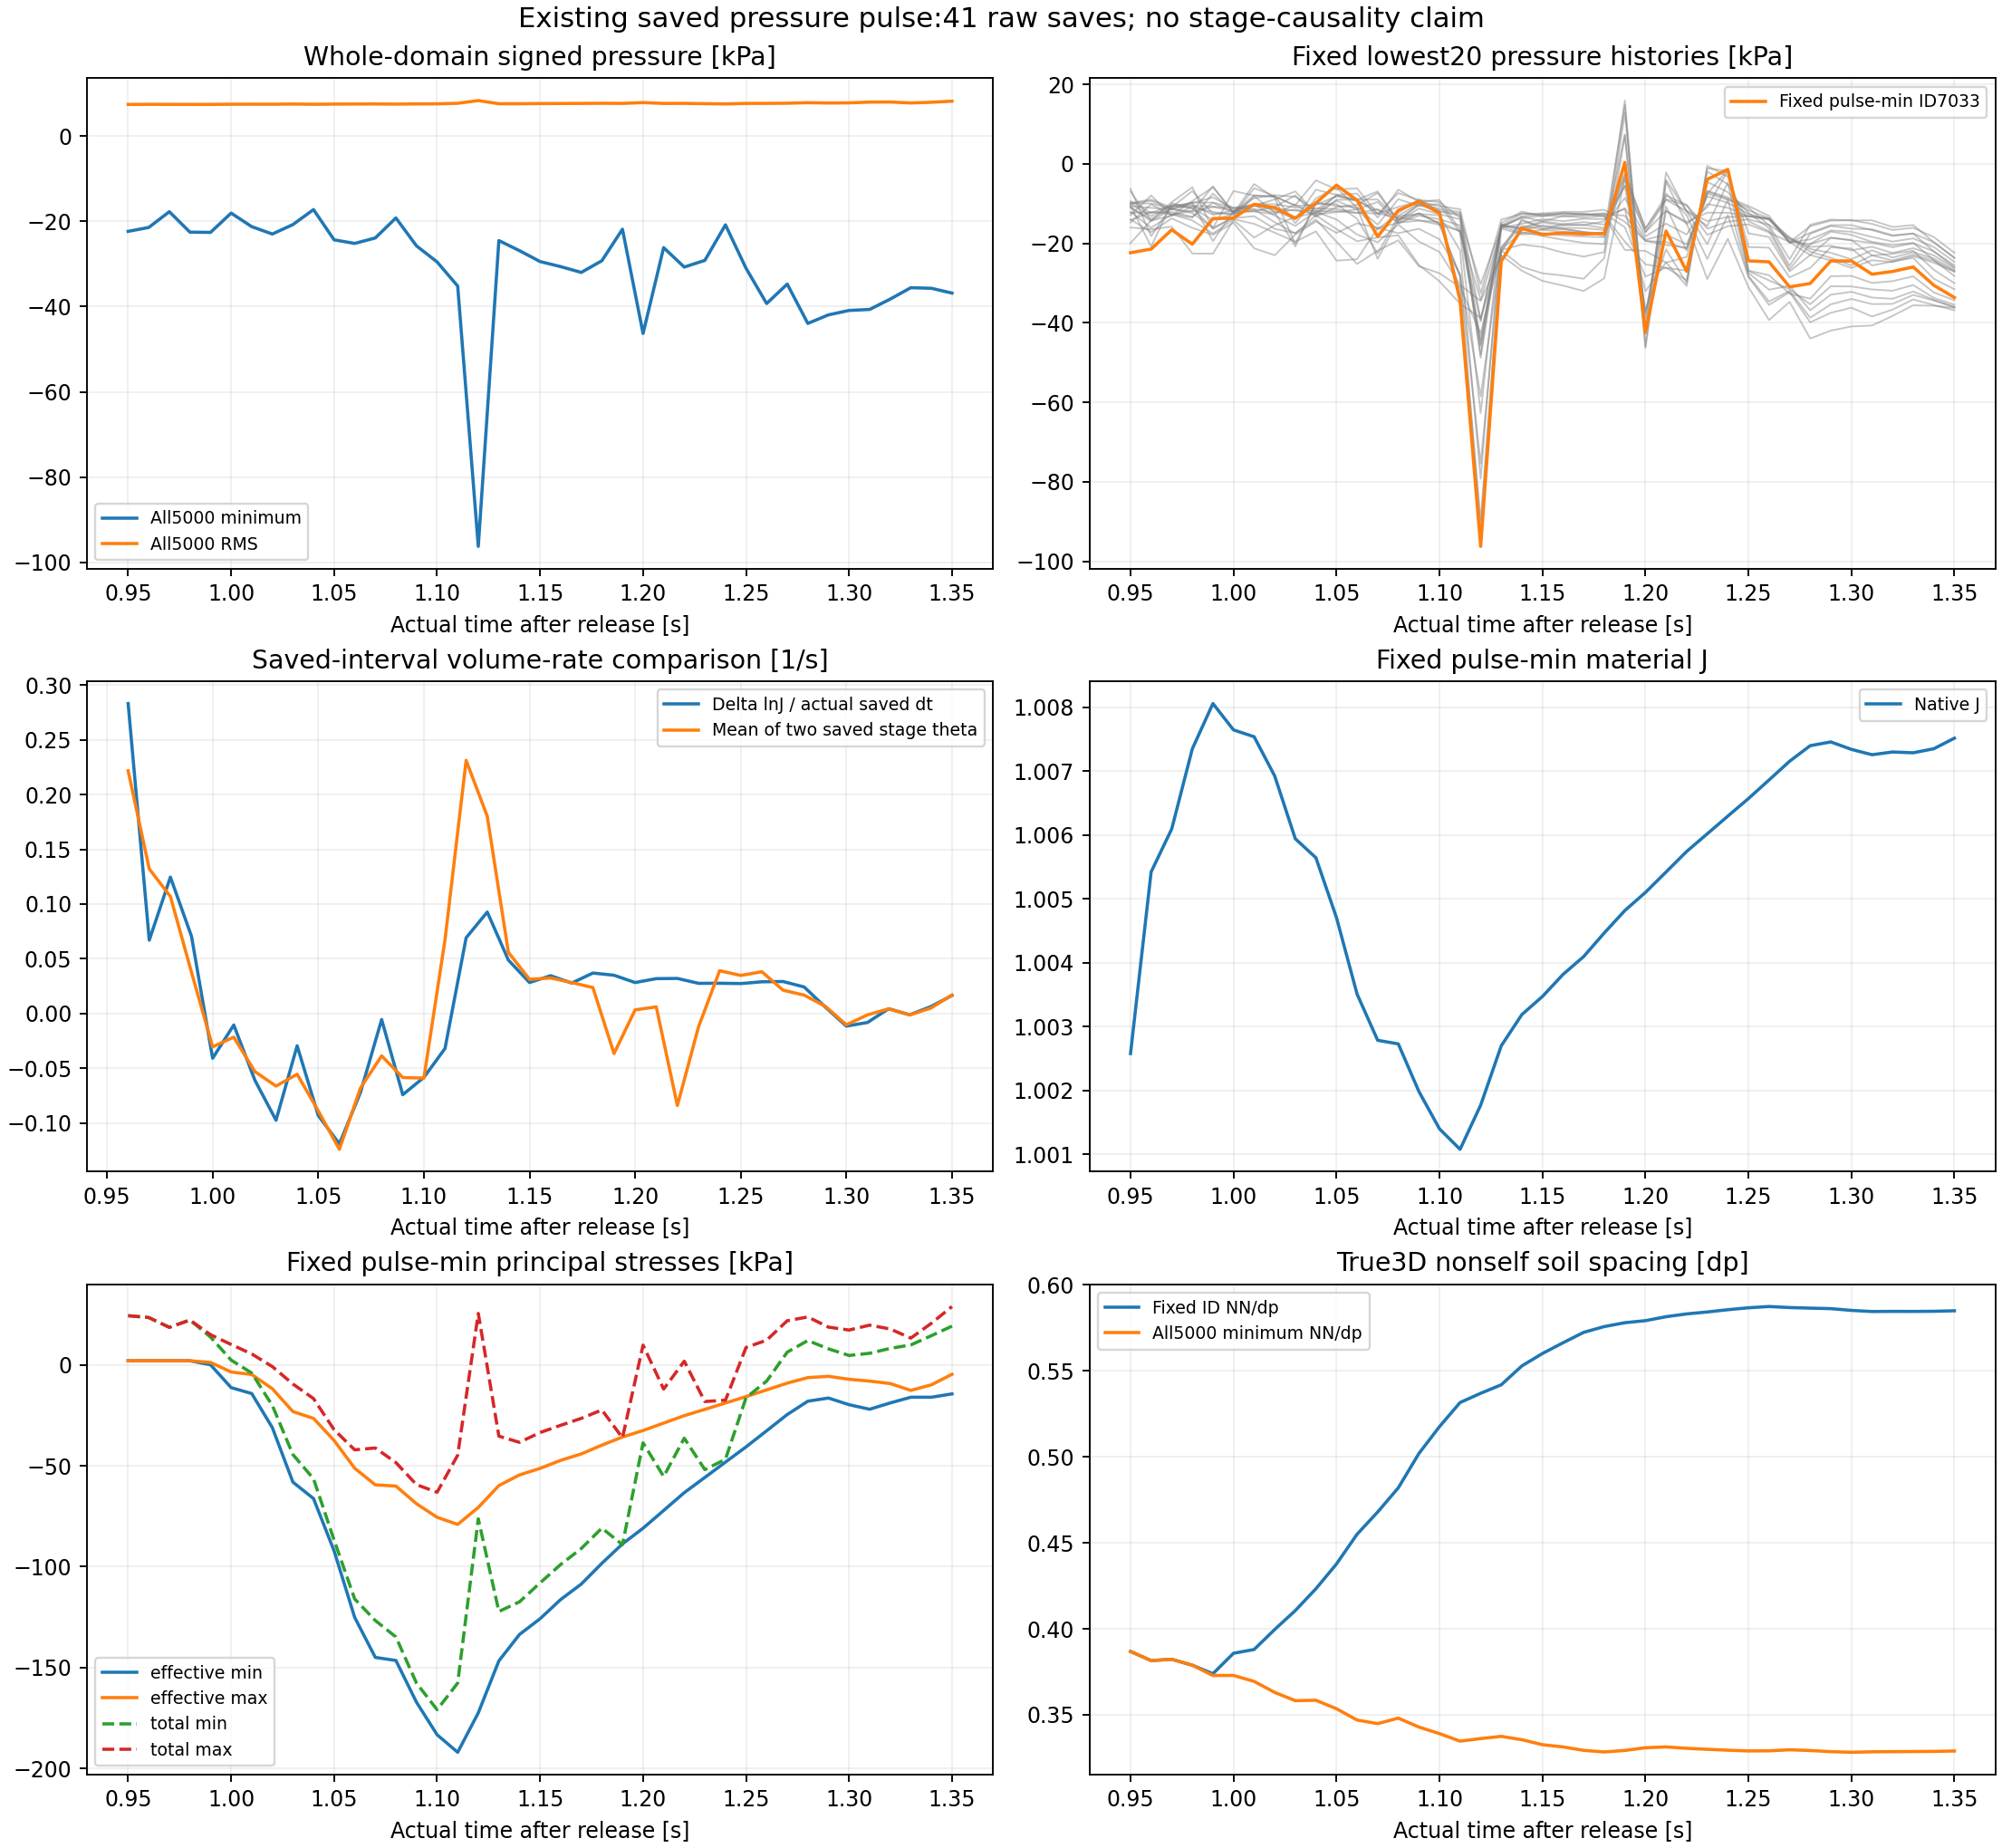 Existing saved pressure pulse:41 raw saves; no stage-causality claim
Whole-domain signed pressure [kPa]
0
−20
−40
−60
−80
−100
All5000 minimum
All5000 RMS
0.95 1.00 1.05 1.10 1.15 1.20 1.25 1.30 1.35
Actual time after release [s]
Fixed lowest20 pressure histories [kPa]
20
0
−20
−40
−60
−80
−100
Fixed pulse-min ID7033
0.95 1.00 1.05 1.10 1.15 1.20 1.25 1.30 1.35
Actual time after release [s]
Saved-interval volume-rate comparison [1/s]
0.30
0.25
0.20
0.15
0.10
0.05
0.00
−0.05
−0.10
Delta lnJ / actual saved dt
Mean of two saved stage theta
0.95 1.00 1.05 1.10 1.15 1.20 1.25 1.30 1.35
Actual time after release [s]
Fixed pulse-min material J
1.008
1.007
1.006
1.005
1.004
1.003
1.002
1.001
Native J
0.95 1.00 1.05 1.10 1.15 1.20 1.25 1.30 1.35
Actual time after release [s]
Fixed pulse-min principal stresses [kPa]
0
−50
−100
−150
−200
effective min
effective max
total min
total max
0.95 1.00 1.05 1.10 1.15 1.20 1.25 1.30 1.35
Actual time after release [s]
True3D nonself soil spacing [dp]
0.60
0.55
0.50
0.45
0.40
0.35
Fixed ID NN/dp
All5000 minimum NN/dp
0.95 1.00 1.05 1.10 1.15 1.20 1.25 1.30 1.35
Actual time after release [s]